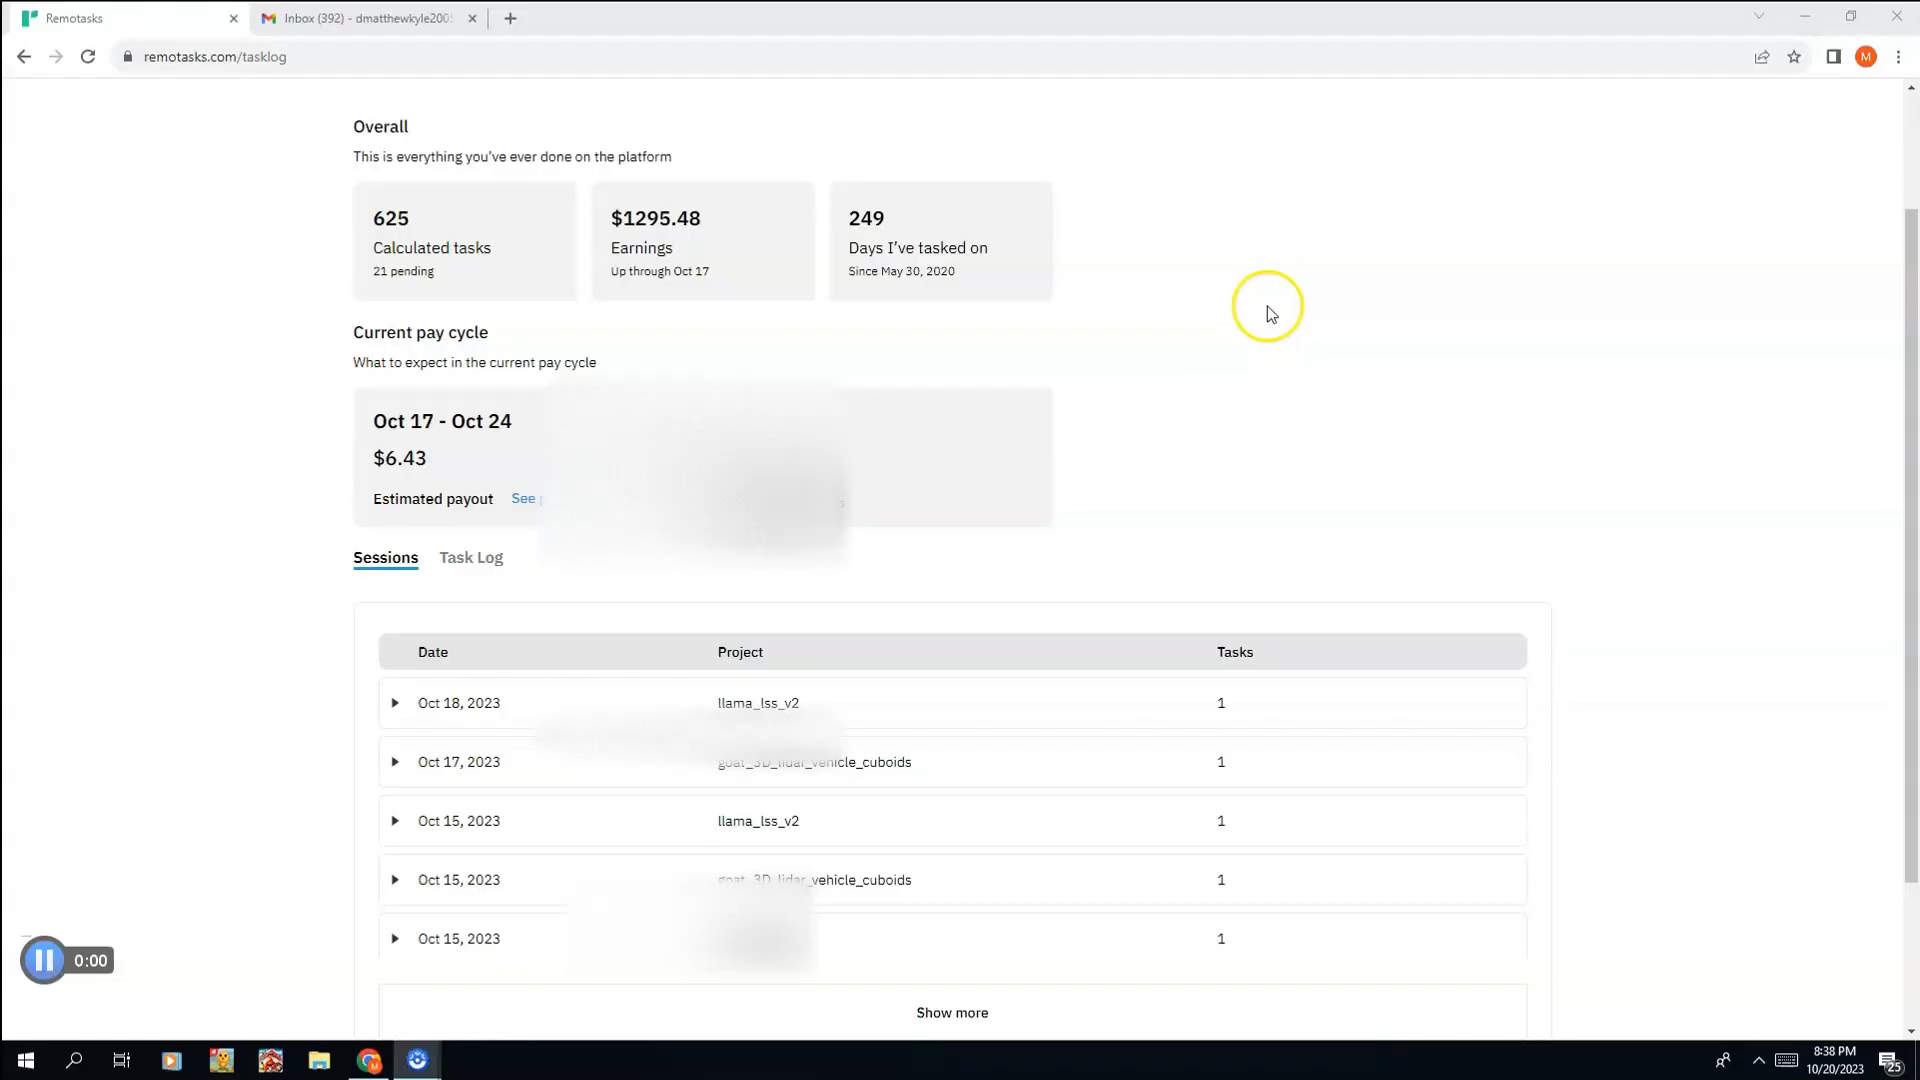 Remotasks
Inbox (392) - dmatthewkyle200
remotasks.com/tasklog
M
Overall
This is everything you've ever done on the platform
625
Calculated tasks
21 pending
$1295.48
Earnings
Up through Oct 17
249
Days I've tasked on
Since May 30, 2020
Current pay cycle
What to expect in the current pay cycle
Oct 17 - Oct 24
$6.43
Estimated payout See
Sessions Task Log
Date Project Tasks
Oct 18, 2023 llama_lss_v2 1
Oct 17, 2023 goat_3D_lidar_vehicle_cuboids 1
Oct 15, 2023 llama_lss_v2 1
Oct 15, 2023 goat_3D_lidar_vehicle_cuboids 1
Oct 15, 2023 1
0:00
Show more
8:38 PM
10/20/2023
25